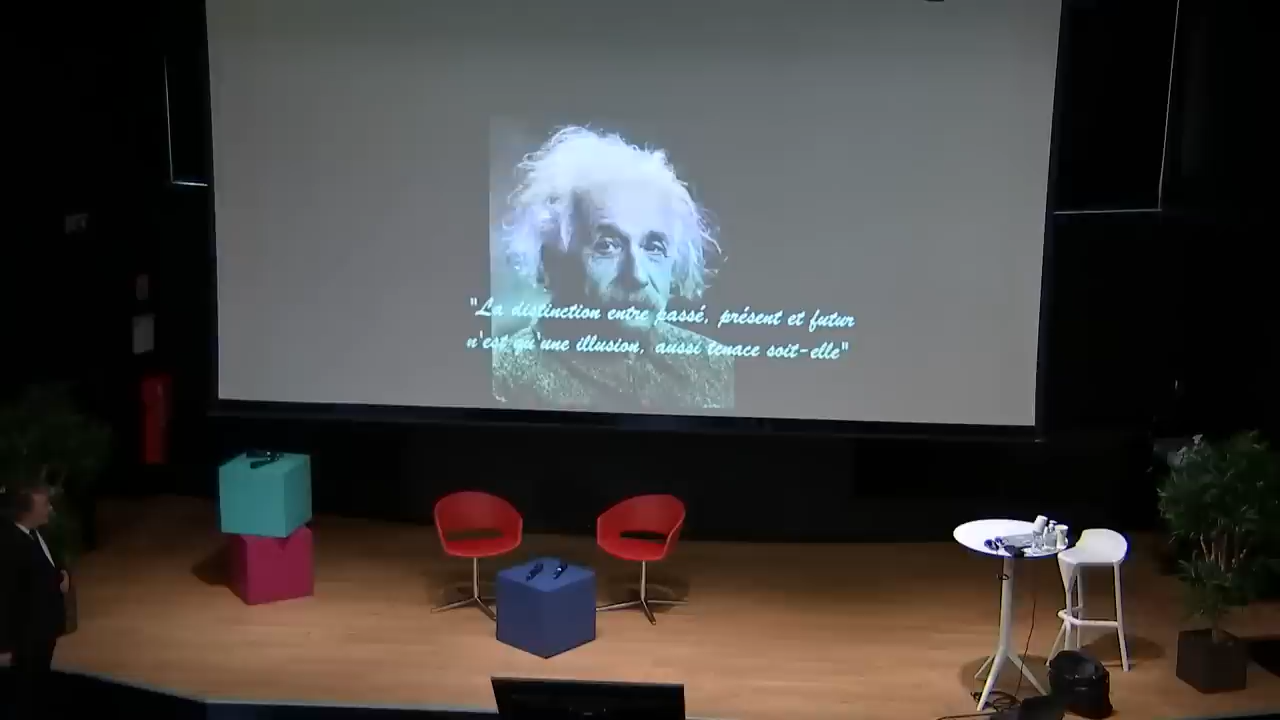 "La distinction entre passé, présent et futur
n'est qu'une illusion, aussi tenace soit-elle"